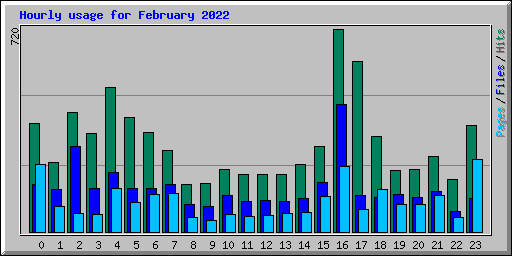 Hourly usage for February 2022
720
Pages / Files / Hits
0 1 2 3 4 5 6 7 8 9 10 11 12 13 14 15 16 17 18 19 20 21 22 23